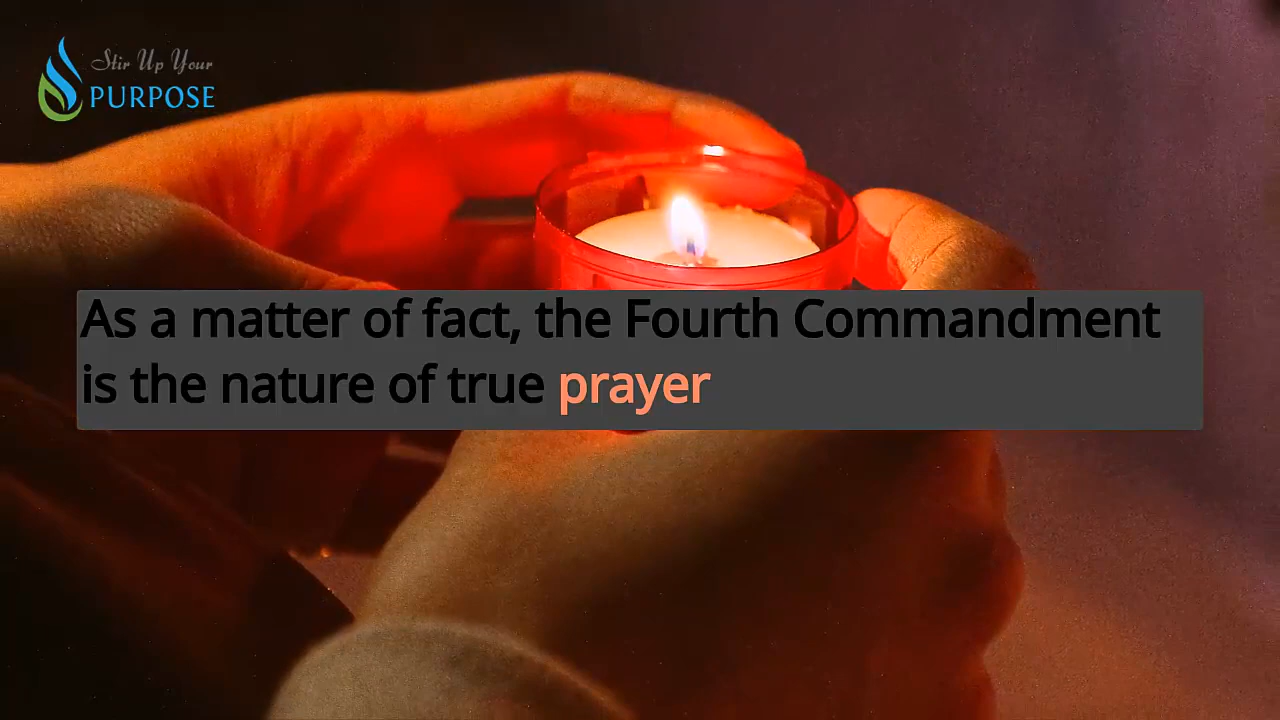 Stir Up Your
PURPOSE
As a matter of fact, the Fourth Commandment
is the nature of true prayer